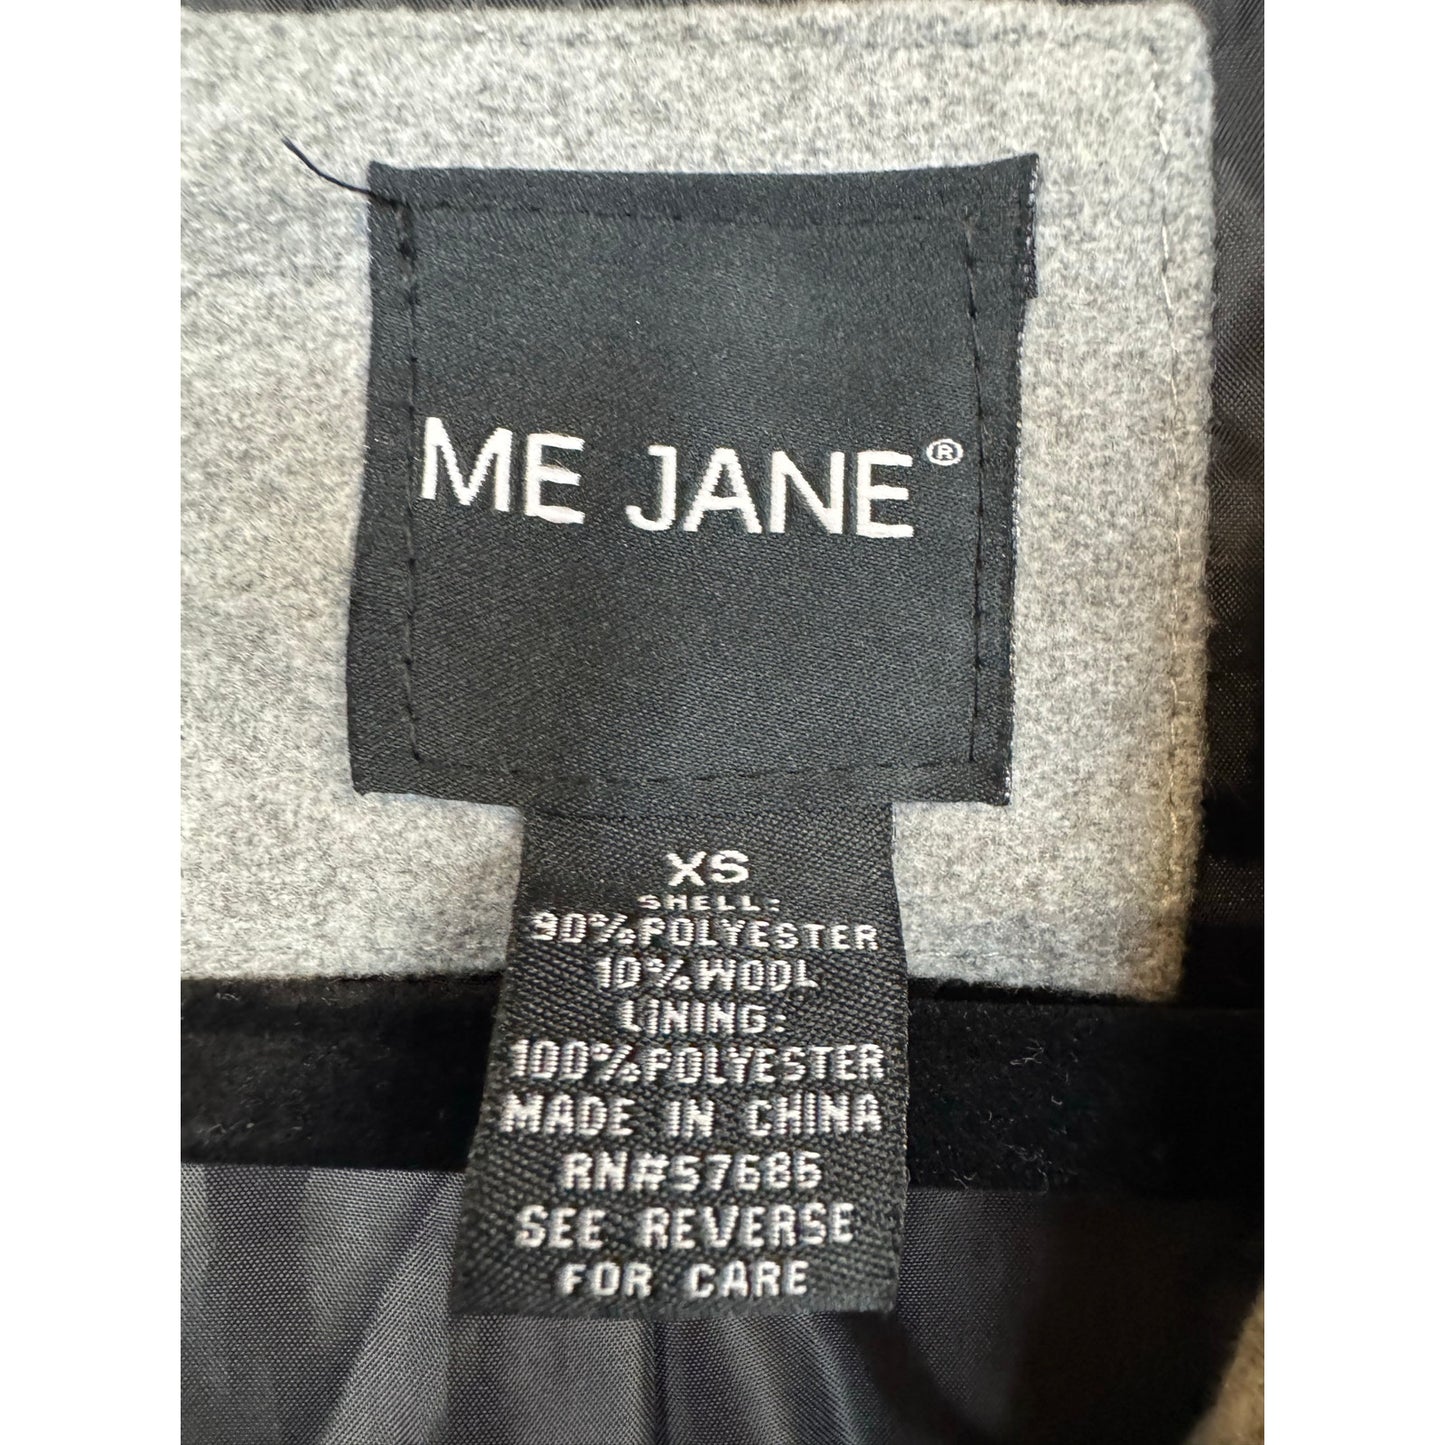 ME JANE®
XS
SHELL:
90%POLYESTER
10%WOOL
LINING:
100%POLYESTER
MADE IN CHINA
RN#57686
SEE REVERSE
FOR CARE